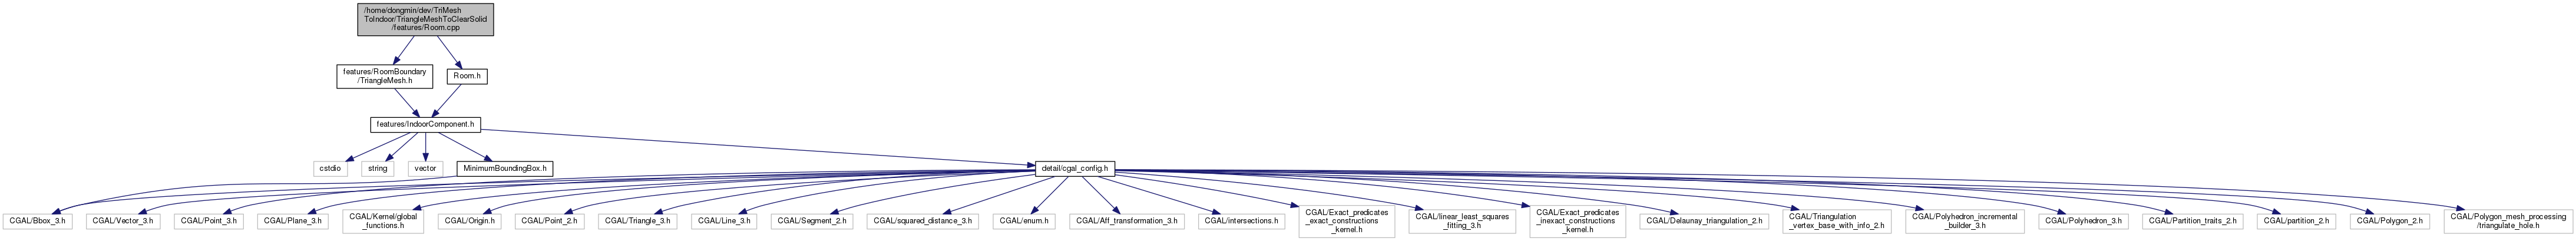 /home/dongmin/dev/TriMesh
ToIndoor/TriangleMeshToClearSolid
/features/Room.cpp
features/RoomBoundary
/TriangleMesh.h
Room.h
features/IndoorComponent.h
cstdio
string
vector
MinimumBoundingBox.h
detail/cgal_config.h
CGAL/Bbox_3.h
CGAL/Vector_3.h
CGAL/Point_3.h
CGAL/Plane_3.h
CGAL/Kernel/global
_functions.h
CGAL/Origin.h
CGAL/Point_2.h
CGAL/Triangle_3.h
CGAL/Line_3.h
CGAL/Segment_2.h
CGAL/squared_distance_3.h
CGAL/enum.h
CGAL/Aff_transformation_3.h
CGAL/intersections.h
CGAL/Exact_predicates
_exact_constructions
_kernel.h
CGAL/linear_least_squares
_fitting_3.h
CGAL/Exact_predicates
_inexact_constructions
_kernel.h
CGAL/Delaunay_triangulation_2.h
CGAL/Triangulation
_vertex_base_with_info_2.h
CGAL/Polyhedron_incremental
_builder_3.h
CGAL/Polyhedron_3.h
CGAL/Partition_traits_2.h
CGAL/partition_2.h
CGAL/Polygon_2.h
CGAL/Polygon_mesh_processing
/triangulate_hole.h